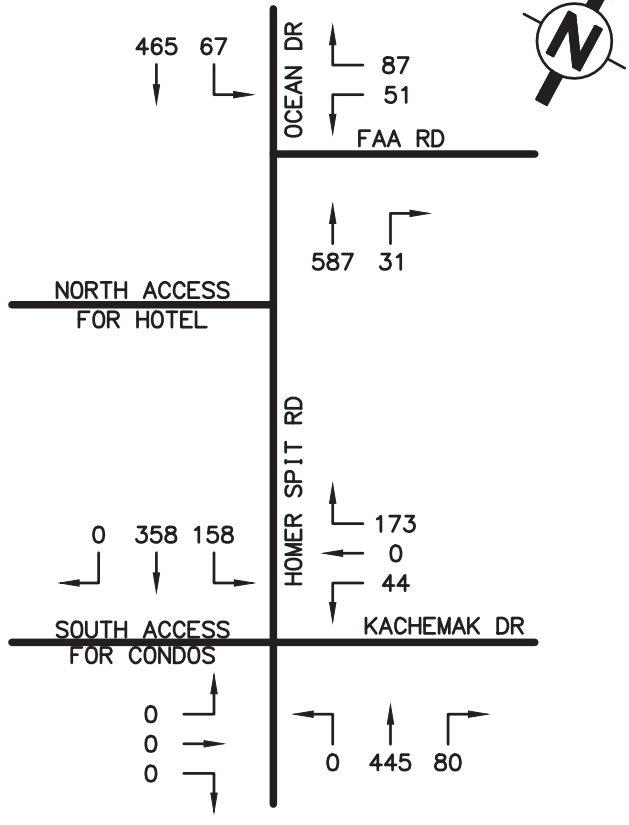 465 67
OCEAN DR
87
51
N
FAA RD
587 31
NORTH ACCESS
FOR HOTEL
HOMER SPIT RD
0 358 158
173
0
44
SOUTH ACCESS
FOR CONDOS
KACHEMAK DR
0
0
0
0 445 80